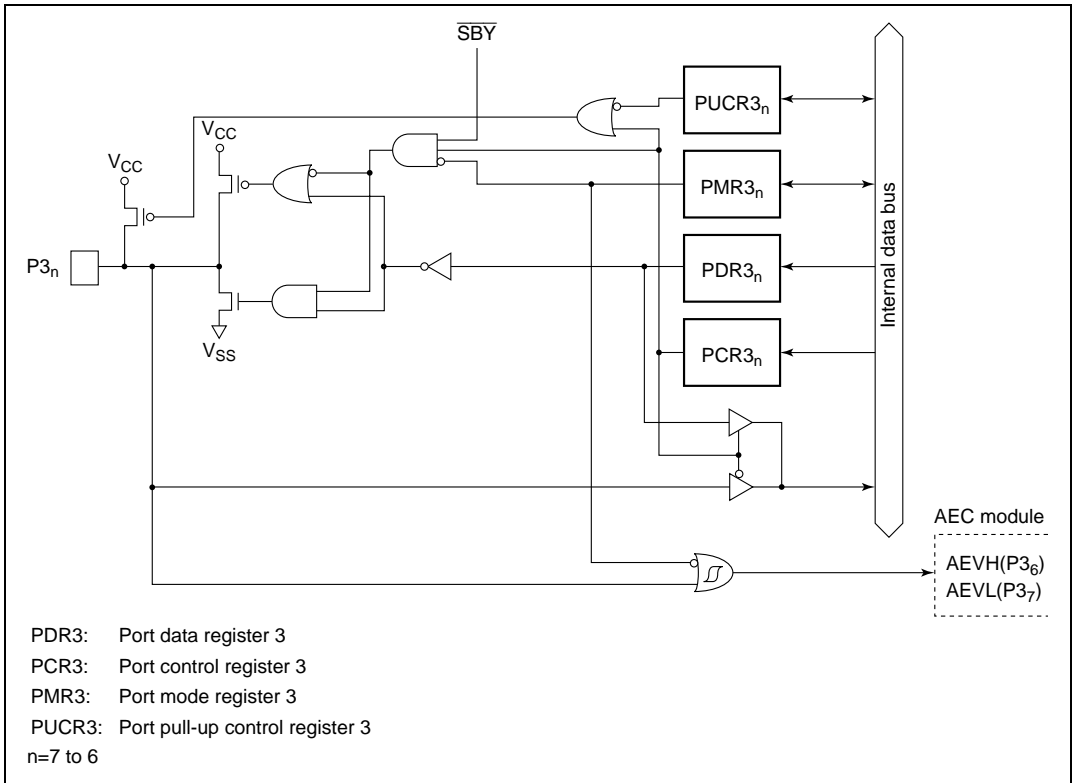 SBY
PUCR3n
VCC
VCC
PMR3n
P3n
PDR3n
Internal data bus
VSS
PCR3n
AEC module
AEVH(P36)
AEVL(P37)
PDR3: Port data register 3
PCR3: Port control register 3
PMR3: Port mode register 3
PUCR3: Port pull-up control register 3
n=7 to 6